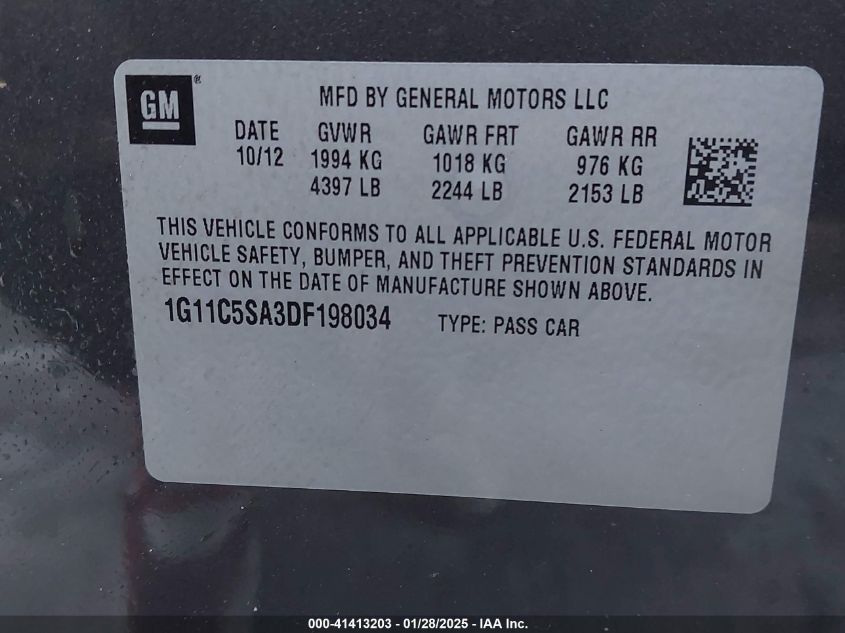 GM ® MFD BY GENERAL MOTORS LLC
DATE GVWR GAWR FRT GAWR RR
10/12 1994 KG 1018 KG 976 KG
4397 LB 2244 LB 2153 LB
THIS VEHICLE CONFORMS TO ALL APPLICABLE U.S. FEDERAL MOTOR
VEHICLE SAFETY, BUMPER, AND THEFT PREVENTION STANDARDS IN
EFFECT ON THE DATE OF MANUFACTURE SHOWN ABOVE.
1G11C5SA3DF198034 TYPE: PASS CAR
000-41413203 - 01/28/2025 - IAA Inc.